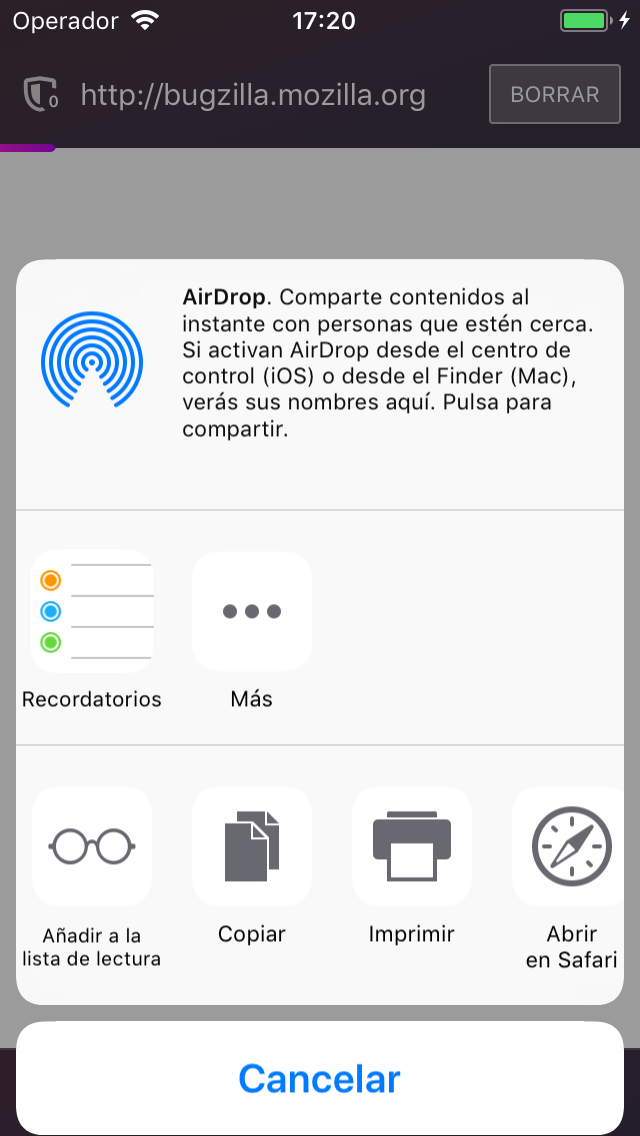 Operador
17:20
0
http://bugzilla.mozilla.org
BORRAR
AirDrop. Comparte contenidos al
instante con personas que estén cerca.
Si activan AirDrop desde el centro de
control (iOS) o desde el Finder (Mac),
verás sus nombres aquí. Pulsa para
compartir.
Recordatorios
Más
Añadir a la
lista de lectura
Copiar
Imprimir
Abrir
en Safari
Cancelar